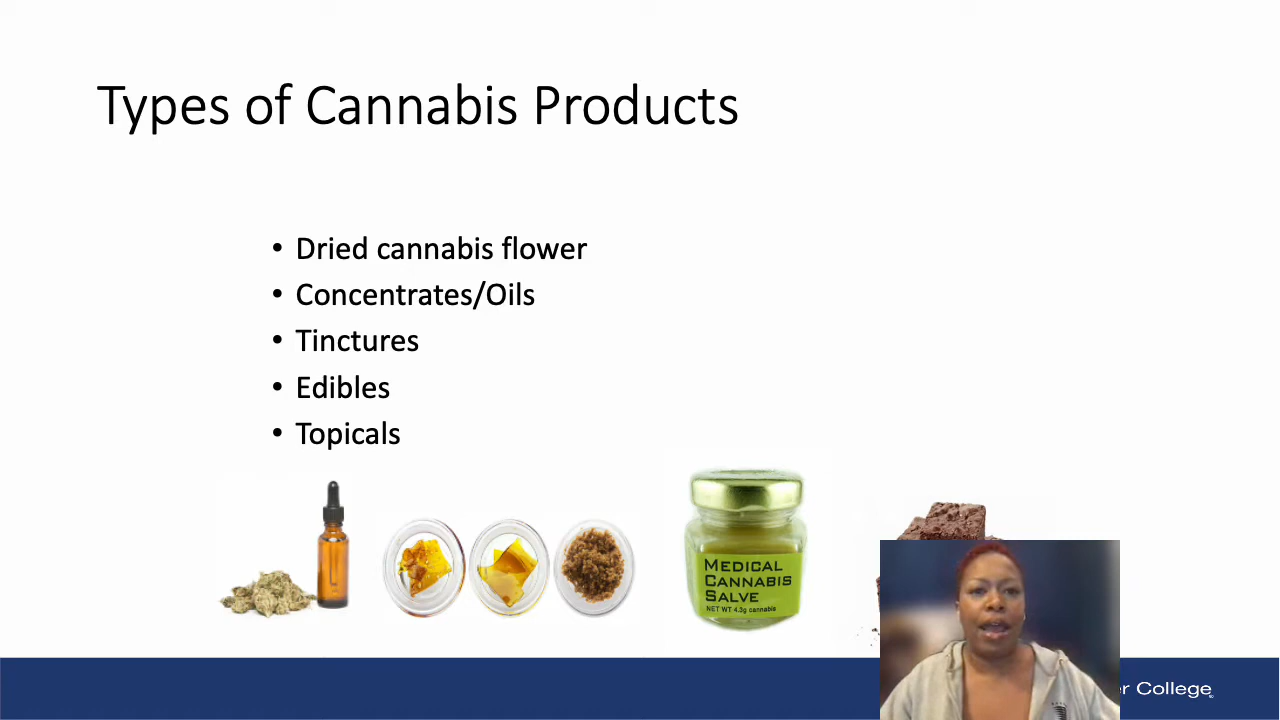 Types of Cannabis Products
• Dried cannabis flower
• Concentrates/Oils
• Tinctures
• Edibles
• Topicals
MEDICAL
CANNABIS
SALVE
NET WT 4.3g cannabis
College